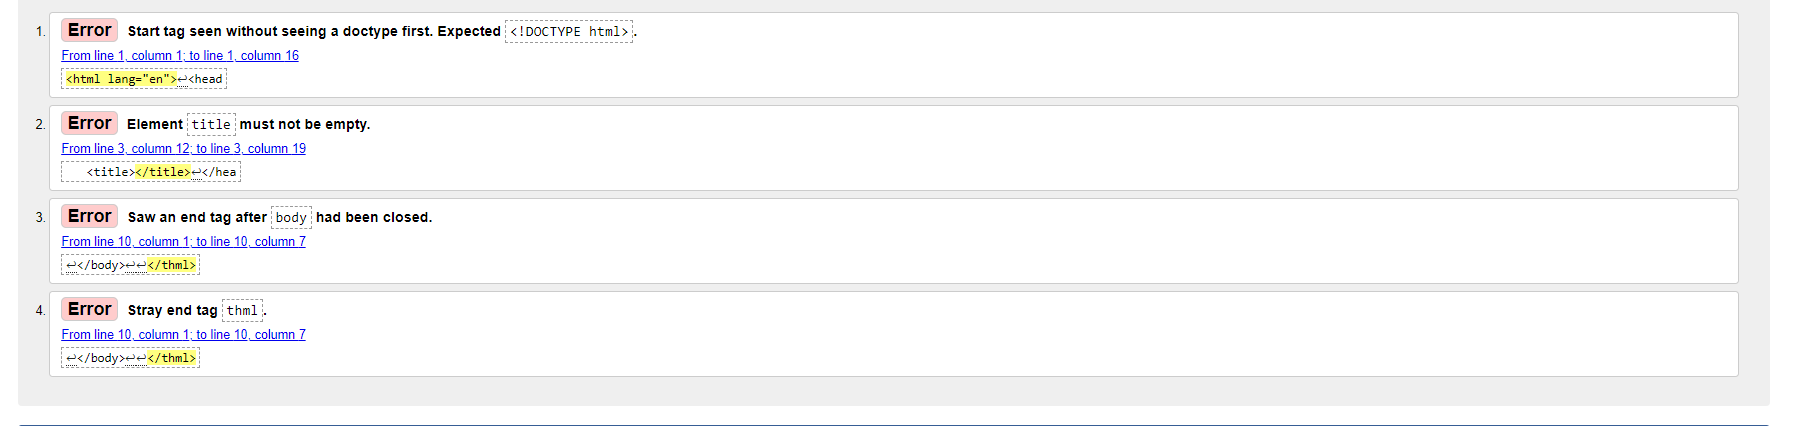 1. Error Start tag seen without seeing a doctype first. Expected <!DOCTYPE html>.
From line 1, column 1; to line 1, column 16
<html lang="en">↩<head
2. Error Element title must not be empty.
From line 3, column 12; to line 3, column 19
<title></title>↩</hea
3. Error Saw an end tag after body had been closed.
From line 10, column 1; to line 10, column 7
↩</body>↩↩</thml>
4. Error Stray end tag thml.
From line 10, column 1; to line 10, column 7
↩</body>↩↩</thml>